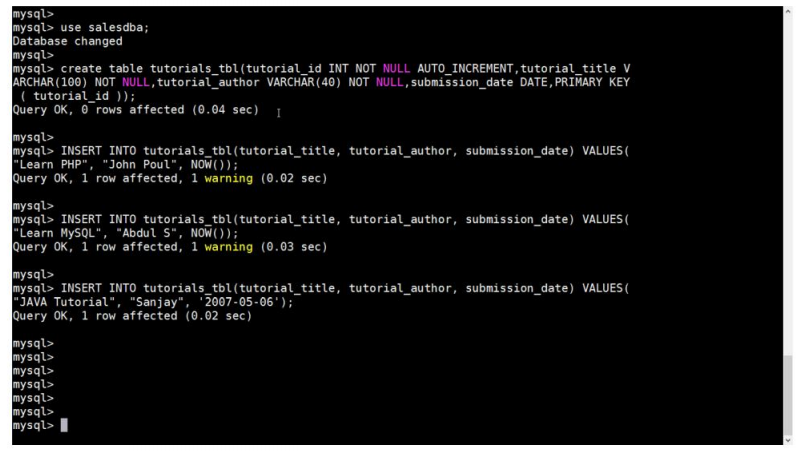 mysql>
mysql> use salesdba;
Database changed
mysql>
mysql> create table tutorials_tbl(tutorial_id INT NOT NULL AUTO_INCREMENT,tutorial_title V
ARCHAR(100) NOT NULL,tutorial_author VARCHAR(40) NOT NULL,submission_date DATE,PRIMARY KEY
 ( tutorial_id ));
Query OK, 0 rows affected (0.04 sec)
mysql>
mysql> INSERT INTO tutorials_tbl(tutorial_title, tutorial_author, submission_date) VALUES(
"Learn PHP", "John Poul", NOW());
Query OK, 1 row affected, 1 warning (0.02 sec)
mysql>
mysql> INSERT INTO tutorials_tbl(tutorial_title, tutorial_author, submission_date) VALUES(
"Learn MySQL", "Abdul S", NOW());
Query OK, 1 row affected, 1 warning (0.03 sec)
mysql>
mysql> INSERT INTO tutorials_tbl(tutorial_title, tutorial_author, submission_date) VALUES(
"JAVA Tutorial", "Sanjay", '2007-05-06');
Query OK, 1 row affected (0.02 sec)
mysql>
mysql>
mysql>
mysql>
mysql>
mysql>
mysql>